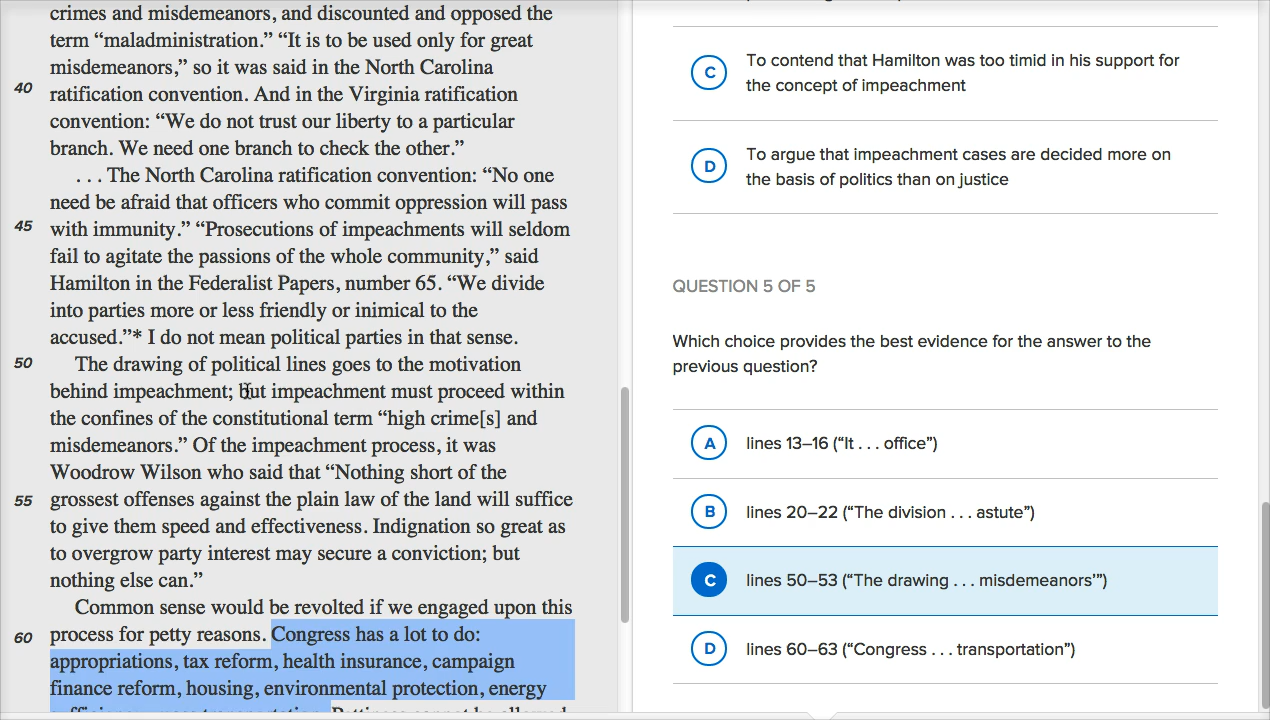 crimes and misdemeanors, and discounted and opposed the
term “maladministration.” “It is to be used only for great
misdemeanors,” so it was said in the North Carolina
40 ratification convention. And in the Virginia ratification
convention: “We do not trust our liberty to a particular
branch. We need one branch to check the other.”
. . . The North Carolina ratification convention: “No one
need be afraid that officers who commit oppression will pass
45 with immunity.” “Prosecutions of impeachments will seldom
fail to agitate the passions of the whole community,” said
Hamilton in the Federalist Papers, number 65. “We divide
into parties more or less friendly or inimical to the
accused.”* I do not mean political parties in that sense.
50 The drawing of political lines goes to the motivation
behind impeachment; but impeachment must proceed within
the confines of the constitutional term “high crime[s] and
misdemeanors.” Of the impeachment process, it was
Woodrow Wilson who said that “Nothing short of the
55 grossest offenses against the plain law of the land will suffice
to give them speed and effectiveness. Indignation so great as
to overgrow party interest may secure a conviction; but
nothing else can.”
Common sense would be revolted if we engaged upon this
60 process for petty reasons. Congress has a lot to do:
appropriations, tax reform, health insurance, campaign
finance reform, housing, environmental protection, energy
C To contend that Hamilton was too timid in his support for
the concept of impeachment
D To argue that impeachment cases are decided more on
the basis of politics than on justice
QUESTION 5 OF 5
Which choice provides the best evidence for the answer to the
previous question?
A lines 13–16 (“It . . . office”)
B lines 20–22 (“The division . . . astute”)
C lines 50–53 (“The drawing . . . misdemeanors’”)
D lines 60–63 (“Congress . . . transportation”)